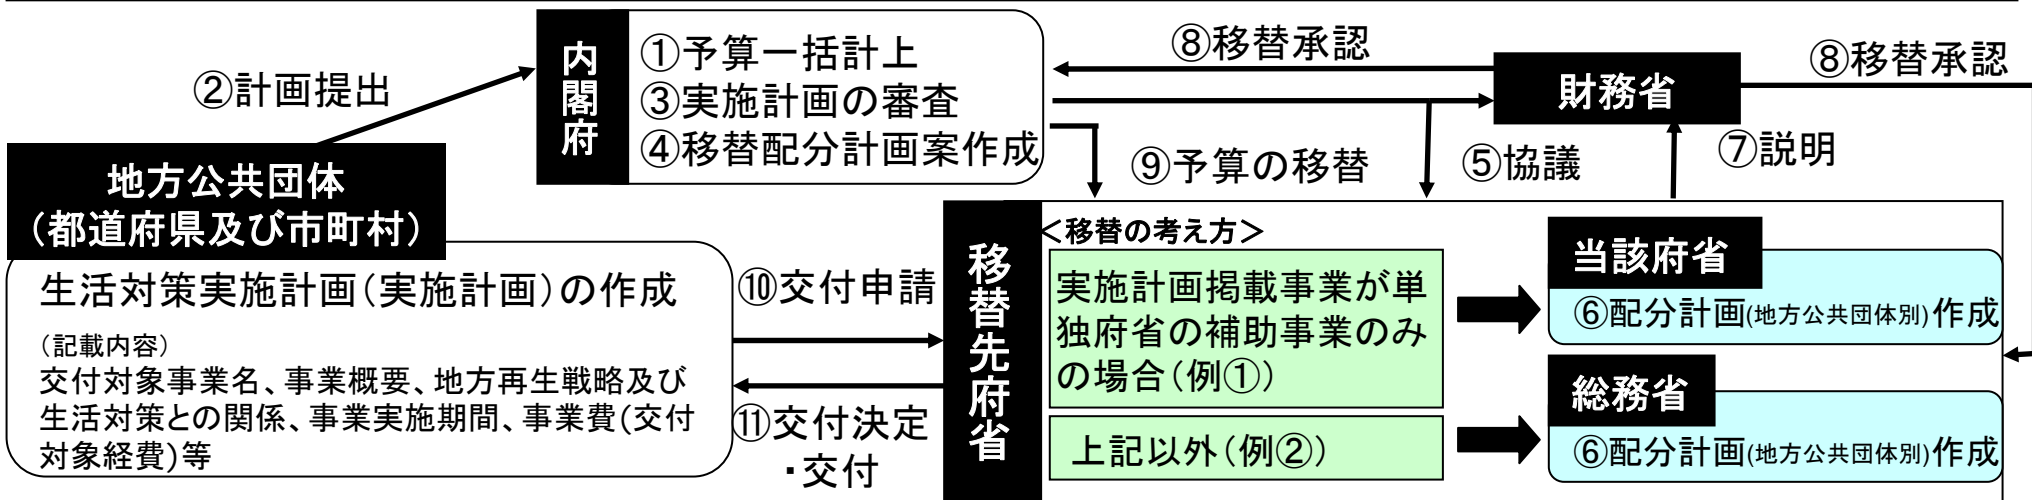 ②計画提出
内閣府
①予算一括計上
③実施計画の審査
④移替配分計画案作成
⑧移替承認
財務省
⑧移替承認
⑨予算の移替
⑤協議
⑦説明
地方公共団体
(都道府県及び市町村)
生活対策実施計画(実施計画)の作成
(記載内容)
交付対象事業名、事業概要、地方再生戦略及び
生活対策との関係、事業実施期間、事業費(交付
対象経費)等
⑩交付申請
⑪交付決定
・交付
移替先府省
<移替の考え方>
実施計画掲載事業が単
独府省の補助事業のみ
の場合(例①)
上記以外(例②)
当該府省
⑥配分計画(地方公共団体別)作成
総務省
⑥配分計画(地方公共団体別)作成